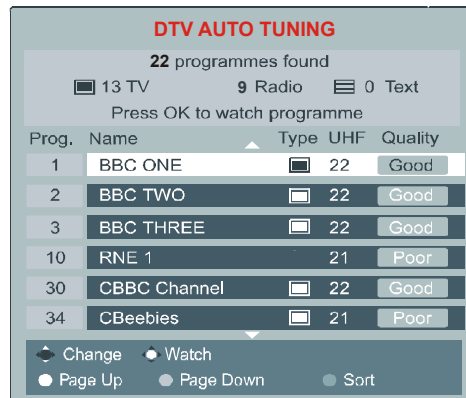 DTV AUTO TUNING
22 programmes found
13 TV 9 Radio 0 Text
Press OK to watch programme
Prog. Name Type UHF Quality
1 BBC ONE 22 Good
2 BBC TWO 22 Good
3 BBC THREE 22 Good
10 RNE 1 21 Poor
30 CBBC Channel 22 Good
34 CBeebies 21 Poor
Change Watch
Page Up Page Down Sort